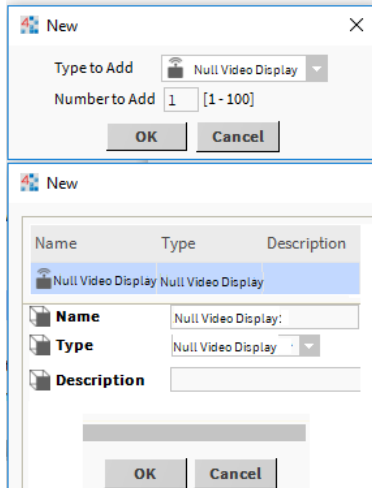 New
Type to Add Null Video Display
Number to Add 1 [1 - 100]
OK Cancel
New
Name Type Description
Null Video Display Null Video Display
Name Null Video Display:
Type Null Video Display
Description
OK Cancel